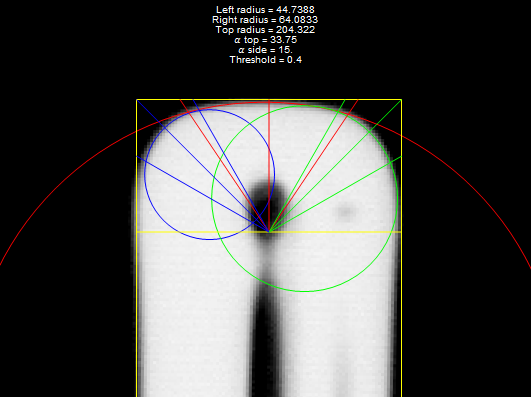 Left radius = 44.7388
Right radius = 64.0833
Top radius = 204.322
α top = 33.75
α side = 15.
Threshold = 0.4